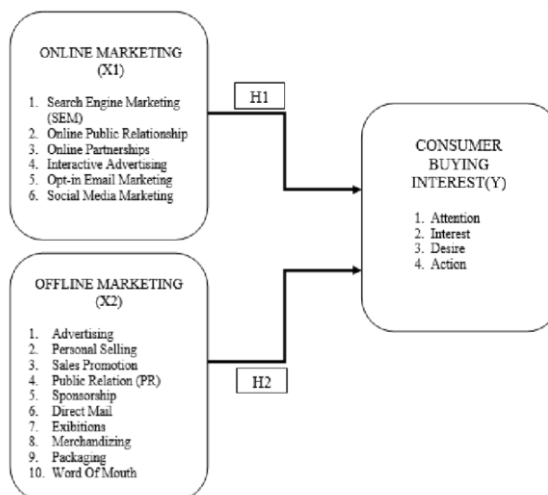 ONLINE MARKETING
(X1)
1. Search Engine Marketing
(SEM)
2. Online Public Relationship
3. Online Partnerships
4. Interactive Advertising
5. Opt-in Email Marketing
6. Social Media Marketing
H1
CONSUMER
BUYING
INTEREST(Y)
1. Attention
2. Interest
3. Desire
4. Action
OFFLINE MARKETING
(X2)
1. Advertising
2. Personal Selling
3. Sales Promotion
4. Public Relation (PR)
5. Sponsorship
6. Direct Mail
7. Exibitions
8. Merchandizing
9. Packaging
10. Word Of Mouth
H2